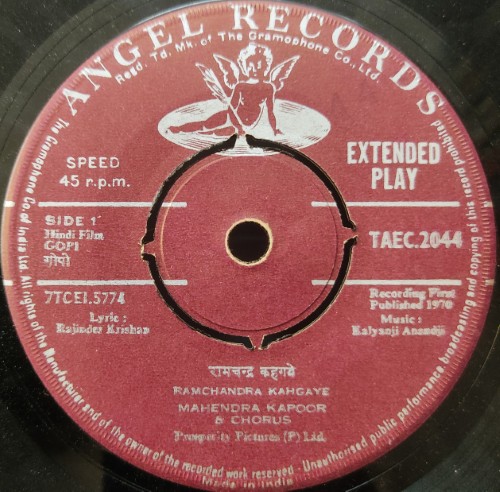 ANGEL RECORDS
Regd. Td. Mk. of The Gramophone Co., Ltd.
SPEED
45 r.p.m.
EXTENDED
PLAY
SIDE 1
Hindi Film
GOPI
गोपी
TAEC.2044
7TCEI.5774
Lyric:
Rajinder Krishan
Recording First
Published 1970
Music:
Kalyanji Anandji
रामचन्द्र कहगये
RAMCHANDRA KAHGAYE
MAHENDRA KAPOOR
& CHORUS
Prosperity Pictures (P) Ltd.
The Gramophone Co. of India Ltd. All rights of the Manufacturer and of the owner of the recorded work reserved - Unauthorised public performance, broadcasting and copying of this record prohibited
Made in India